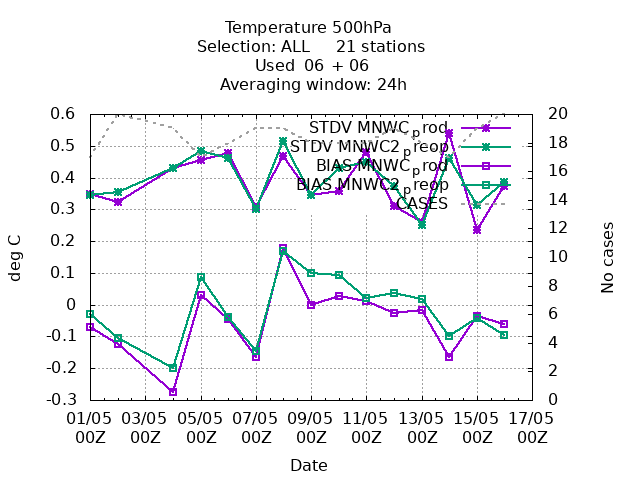 Temperature 500hPa
Selection: ALL 21 stations
Used 06 + 06
Averaging window: 24h
0.6
0.5
0.4
0.3
0.2
0.1
0
-0.1
-0.2
-0.3
deg C
20
18
16
14
12
10
8
6
4
2
0
No cases
STDV MNWC_prod
STDV MNWC2_preop
BIAS MNWC_prod
BIAS MNWC2_preop
CASES
01/05 03/05 05/05 07/05 09/05 11/05 13/05 15/05 17/05
00Z 00Z 00Z 00Z 00Z 00Z 00Z 00Z 00Z
Date